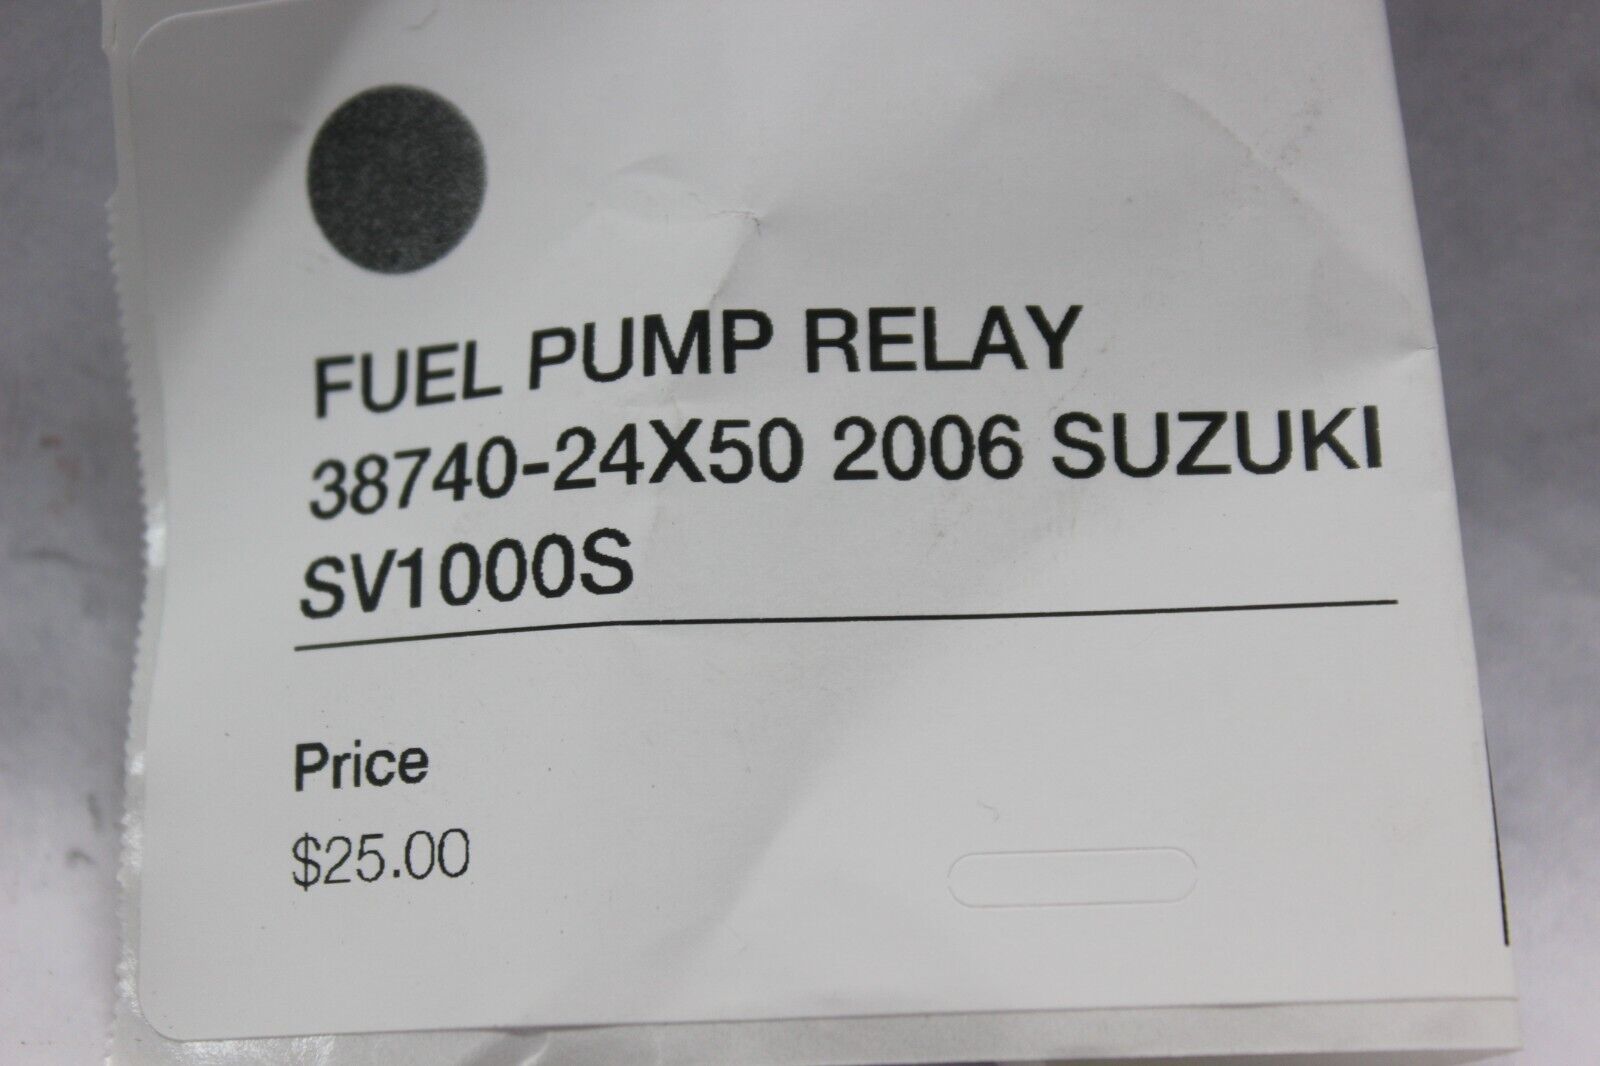 FUEL PUMP RELAY
38740-24X50 2006 SUZUKI
SV1000S
Price
$25.00